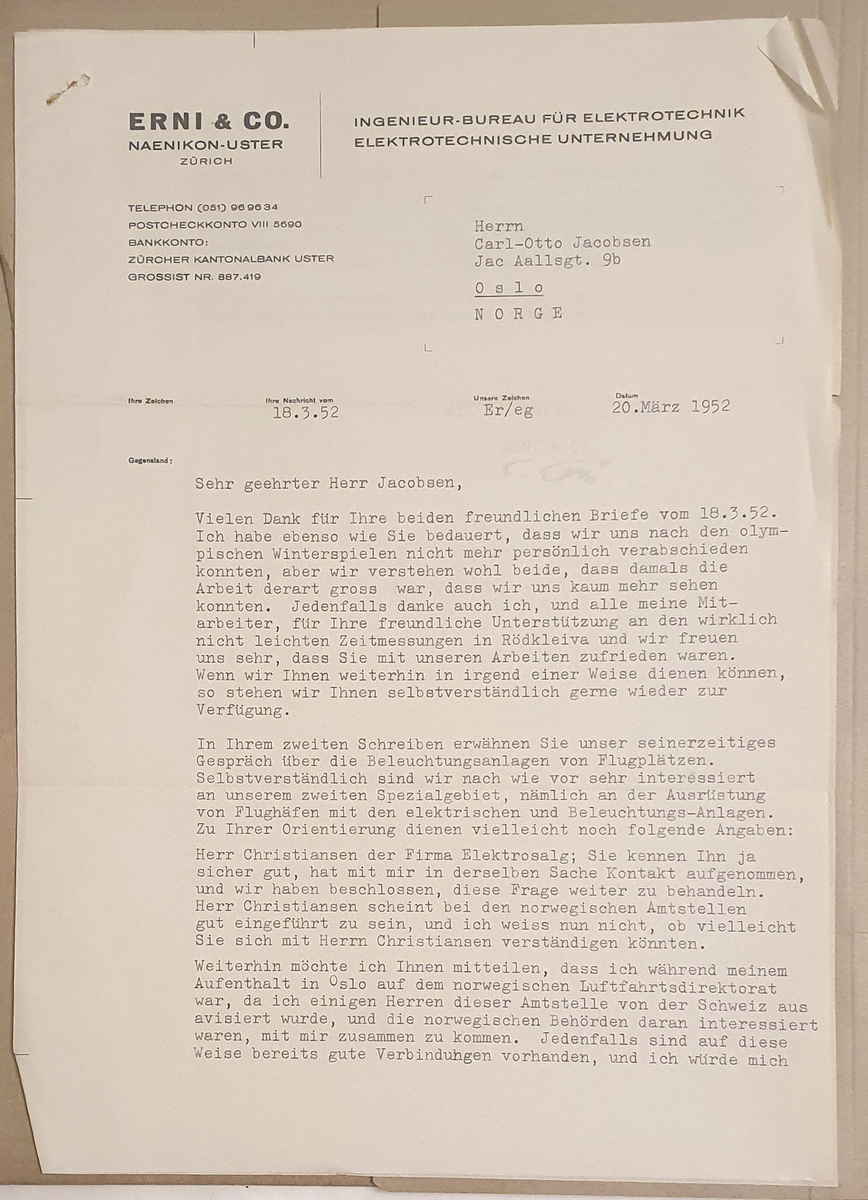 ERNI & CO.
NAENIKON-USTER
ZÜRICH
INGENIEUR-BUREAU FÜR ELEKTROTECHNIK
ELEKTROTECHNISCHE UNTERNEHMUNG
TELEPHON (051) 969634
POSTCHECKKONTO VIII 5690
BANKKONTO:
ZÜRCHER KANTONALBANK USTER
GROSSIST NR. 887.419
Herrn
Carl-Otto Jacobsen
Jac Aallsgt. 9b
O s l o
N O R G E
Ihre Zeichen
Ihre Nachricht vom
18.3.52
Unsere Zeichen
Er/eg
Datum
20.März 1952
Gegenstand:
Sehr geehrter Herr Jacobsen,
Vielen Dank für Ihre beiden freundlichen Briefe vom 18.3.52.
Ich habe ebenso wie Sie bedauert, dass wir uns nach den olym-
pischen Winterspielen nicht mehr persönlich verabschieden
konnten, aber wir verstehen wohl beide, dass damals die
Arbeit derart gross war, dass wir uns kaum mehr sehen
konnten. Jedenfalls danke auch ich, und alle meine Mit-
arbeiter, für Ihre freundliche Unterstützung an den wirklich
nicht leichten Zeitmessungen in Rödkleiva und wir freuen
uns sehr, dass Sie mit unseren Arbeiten zufrieden waren.
Wenn wir Ihnen weiterhin in irgend einer Weise dienen können,
so stehen wir Ihnen selbstverständlich gerne wieder zur
Verfügung.
In Ihrem zweiten Schreiben erwähnen Sie unser seinerzeitiges
Gespräch über die Beleuchtungsanlagen von Flugplätzen.
Selbstverständlich sind wir nach wie vor sehr interessiert
an unserem zweiten Spezialgebiet, nämlich an der Ausrüstung
von Flughäfen mit den elektrischen und Beleuchtungs-Anlagen.
Zu Ihrer Orientierung dienen vielleicht noch folgende Angaben:
Herr Christiansen der Firma Elektrosalg; Sie kennen Ihn ja
sicher gut, hat mit mir in derselben Sache Kontakt aufgenommen,
und wir haben beschlossen, diese Frage weiter zu behandeln.
Herr Christiansen scheint bei den norwegischen Amtstellen
gut eingeführt zu sein, und ich weiss nun nicht, ob vielleicht
Sie sich mit Herrn Christiansen verständigen könnten.
Weiterhin möchte ich Ihnen mitteilen, dass ich während meinem
Aufenthalt in Oslo auf dem norwegischen Luftfahrtsdirektorat
war, da ich einigen Herren dieser Amtstelle von der Schweiz aus
avisiert wurde, und die norwegischen Behörden daran interessiert
waren, mit mir zusammen zu kommen. Jedenfalls sind auf diese
Weise bereits gute Verbinduhgen vorhanden, und ich würde mich